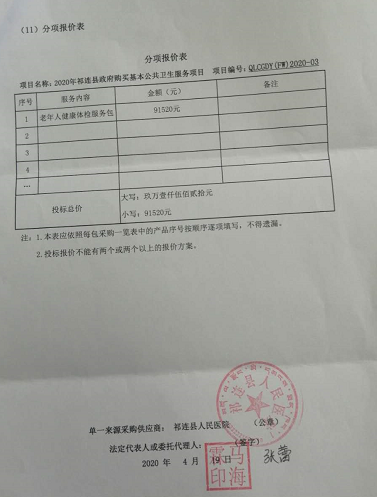 （11）分项报价表
分项报价表
项目名称：2020年祁连县政府购买基本公共卫生服务项目 项目编号：QLCGDY(FW)2020-03
序号 服务内容 金额（元） 备注
1 老年人健康体检服务包 91520元
2
3
4
…
投标总价 大写：玖万壹仟伍佰贰拾元
小写：91520元
注：1.本表应依照每包采购一览表中的产品序号按顺序逐项填写，不得遗漏。
2.投标报价不能有两个或两个以上的报价方案。
祁连县人民医
单一来源采购供应商： 祁连县人民医院 （公章）
法定代表人或委托代理人： （签字）
张蕾
2020 年 4 月 19 日
马海
印